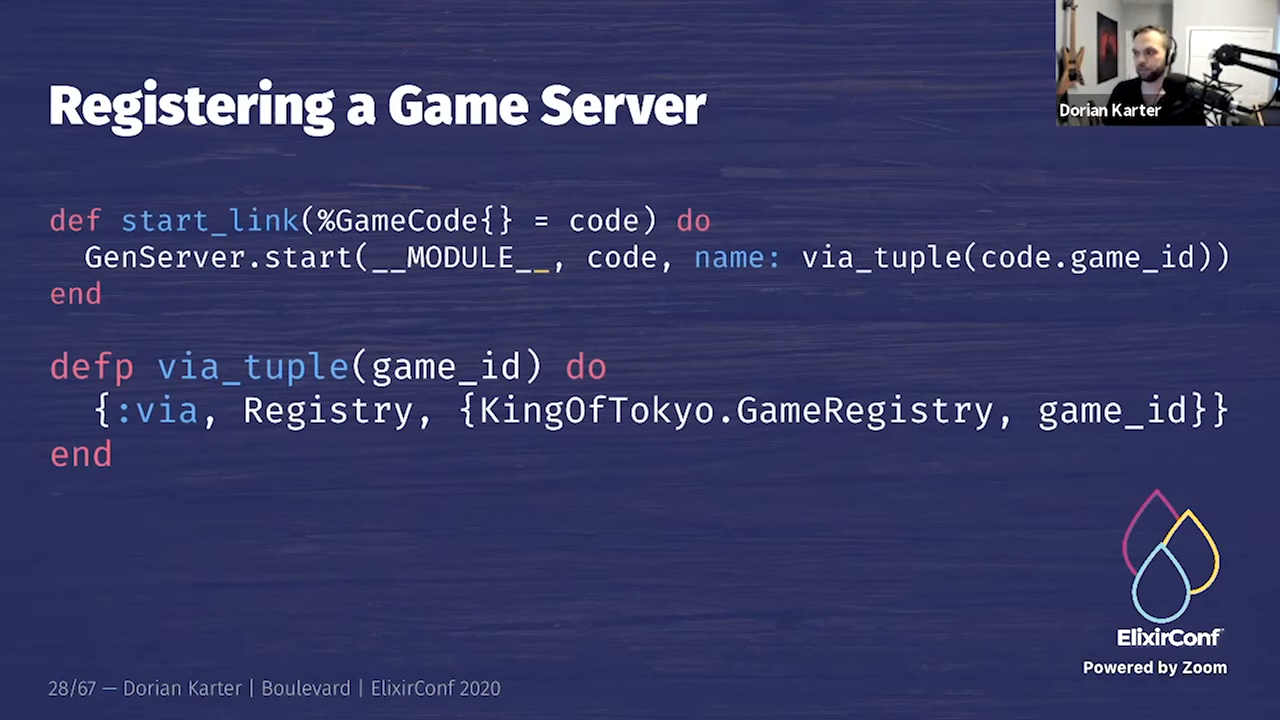 Registering a Game Server
Dorian Karter
def start_link(%GameCode{} = code) do
  GenServer.start(__MODULE__, code, name: via_tuple(code.game_id))
end
defp via_tuple(game_id) do
  {:via, Registry, {KingOfTokyo.GameRegistry, game_id}}
end
ElixirConf
Powered by Zoom
28/67 — Dorian Karter | Boulevard | ElixirConf 2020